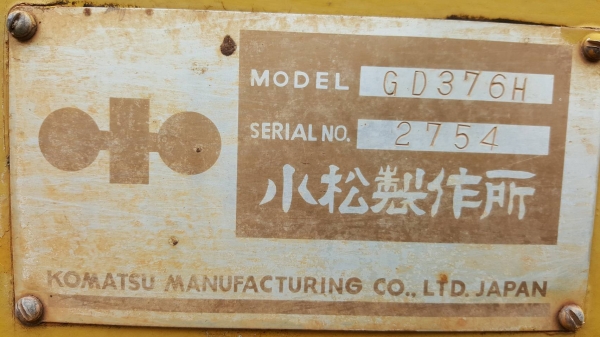 MODEL GD376H
SERIAL NO. 2754
小松製作所
KOMATSU MANUFACTURING CO., LTD. JAPAN